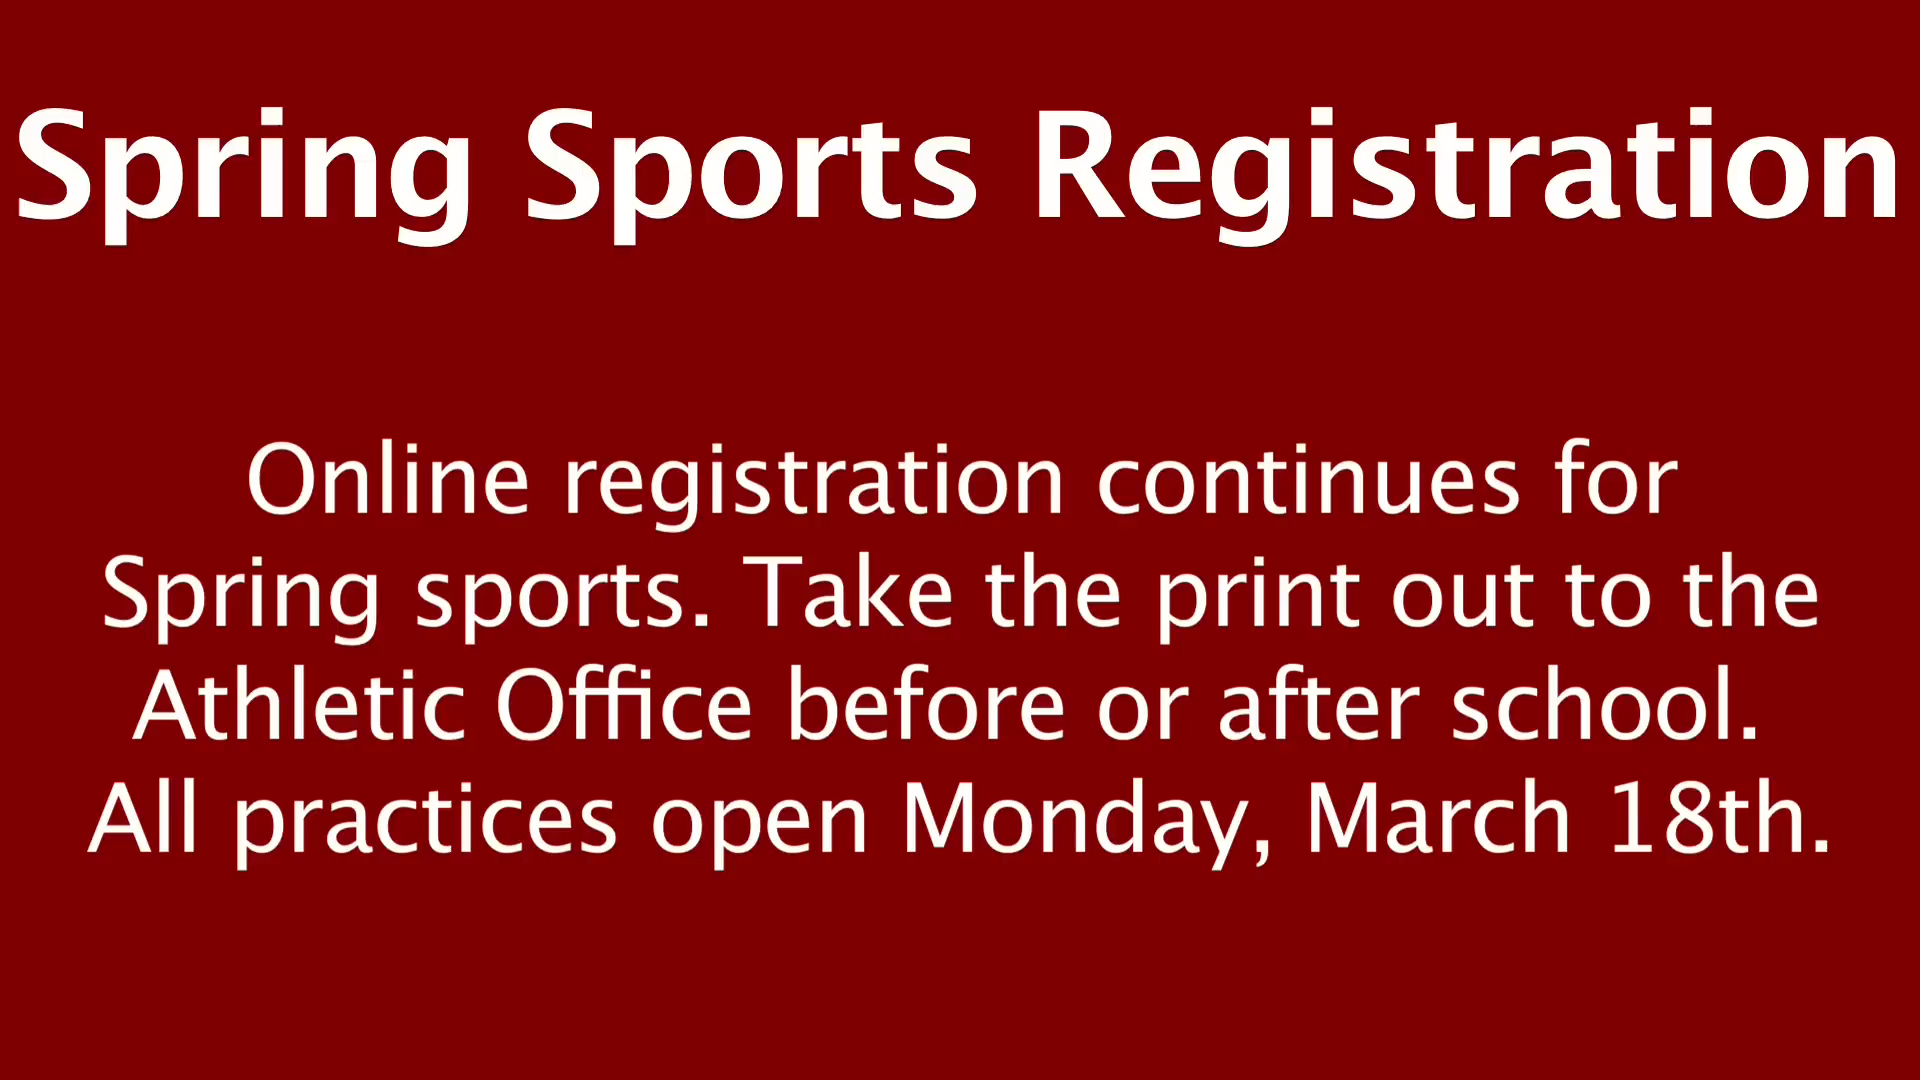 Spring Sports Registration
Online registration continues for
Spring sports. Take the print out to the
Athletic Office before or after school.
All practices open Monday, March 18th.